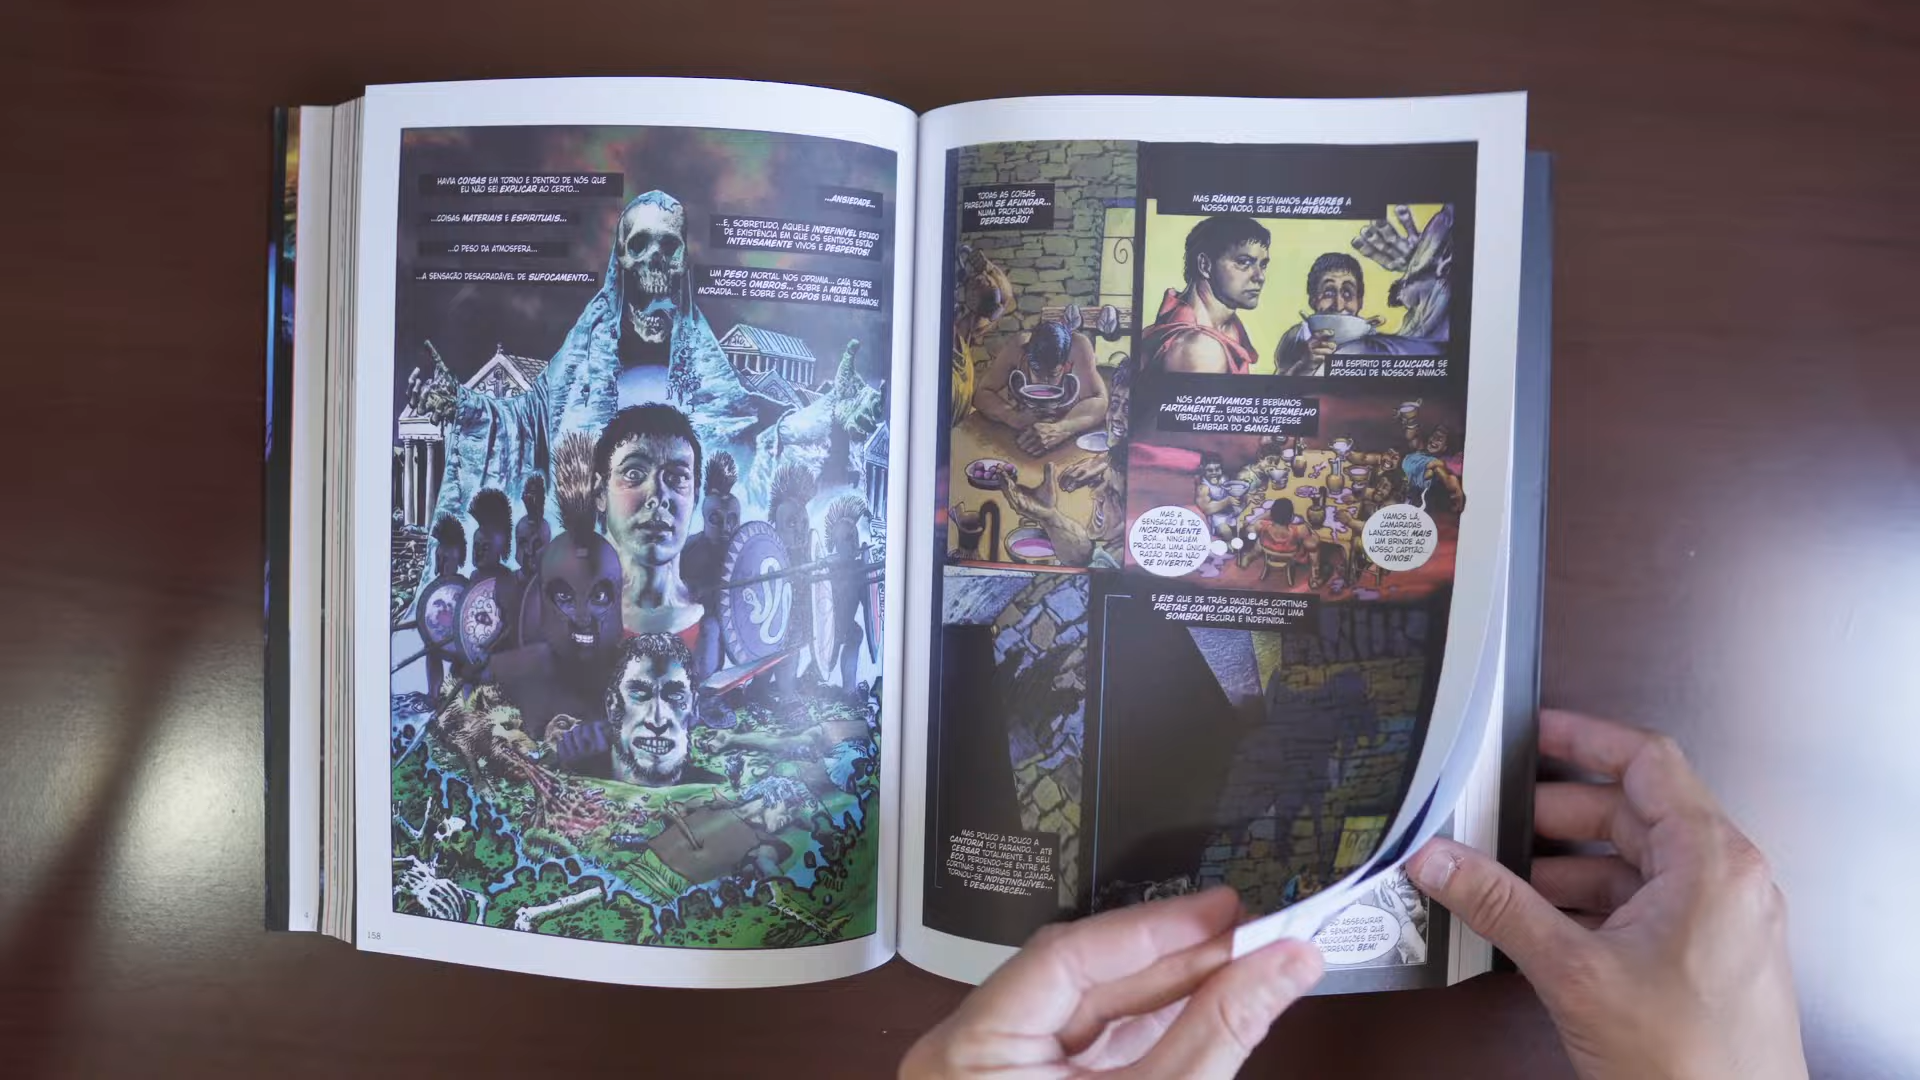 HAVIA COISAS EM TORNO E DENTRO DE NÓS QUE
EU NÃO SEI EXPLICAR AO CERTO...
...COISAS MATERIAIS E ESPIRITUAIS...
...O PESO DA ATMOSFERA...
...A SENSAÇÃO DESAGRADÁVEL DE SUFOCAMENTO...
...ANSIEDADE...
...E, SOBRETUDO, AQUELE INDEFINÍVEL ESTADO
DE EXISTÊNCIA EM QUE OS SENTIDOS ESTÃO
INTENSAMENTE VIVOS E DESPERTOS!
UM PESO MORTAL NOS OPRIMIA... CAÍA SOBRE
NOSSOS OMBROS... SOBRE A MOBÍLIA DA
MORADIA... E SOBRE OS COPOS EM QUE BEBÍAMOS!
158
TODAS AS COISAS
PARECIAM SE AFUNDAR...
NUMA PROFUNDA
DEPRESSÃO!
MAS RÍAMOS E ESTÁVAMOS ALEGRES A
NOSSO MODO, QUE ERA HISTÉRICO.
UM ESPÍRITO DE LOUCURA SE
APOSSOU DE NOSSOS ÂNIMOS.
NÓS CANTÁVAMOS E BEBÍAMOS
FARTAMENTE... EMBORA O VERMELHO
VIBRANTE DO VINHO NOS FIZESSE
LEMBRAR DO SANGUE.
MAS A
SENSAÇÃO É TÃO
INCRIVELMENTE
BOA... NINGUÉM
PROCURA UMA ÚNICA
RAZÃO PARA NÃO
SE DIVERTIR.
VAMOS LÁ,
CAMARADAS
LANCEIROS! MAIS
UM BRINDE AO
NOSSO CAPITÃO...
OINOS!
E EIS QUE DE TRÁS DAQUELAS CORTINAS
PRETAS COMO CARVÃO, SURGIU UMA
SOMBRA ESCURA E INDEFINIDA...
MAS POUCO A POUCO A
CANTORIA FOI PARANDO... ATÉ
CESSAR TOTALMENTE. E SEU
ECO, PERDENDO-SE ENTRE AS
CORTINAS SOMBRIAS DA CÂMARA,
TORNOU-SE INDISTINGUÍVEL...
E DESAPARECEU...
ASSEGURAR
SENHORES QUE
NEGOCIAÇÕES ESTÃO
BEM!